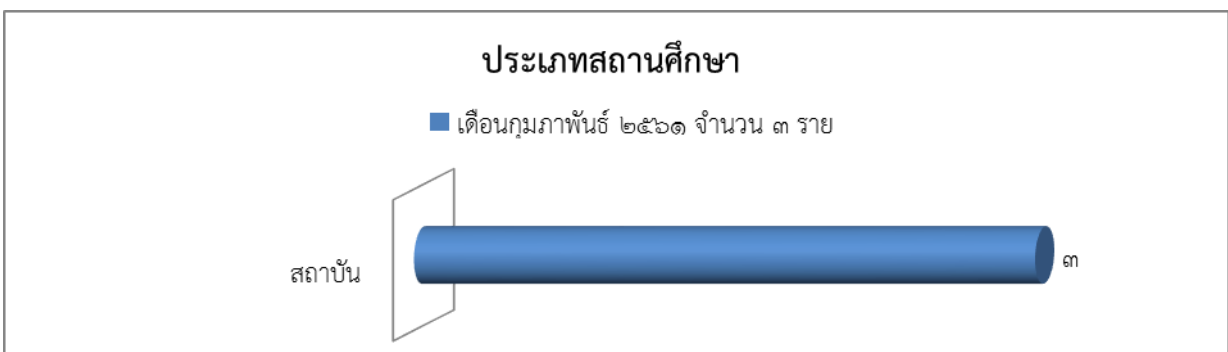 ประเภทสถานศึกษา
เดือนกุมภาพันธ์ ๒๕๖๑ จำนวน ๓ ราย
สถาบัน
๓